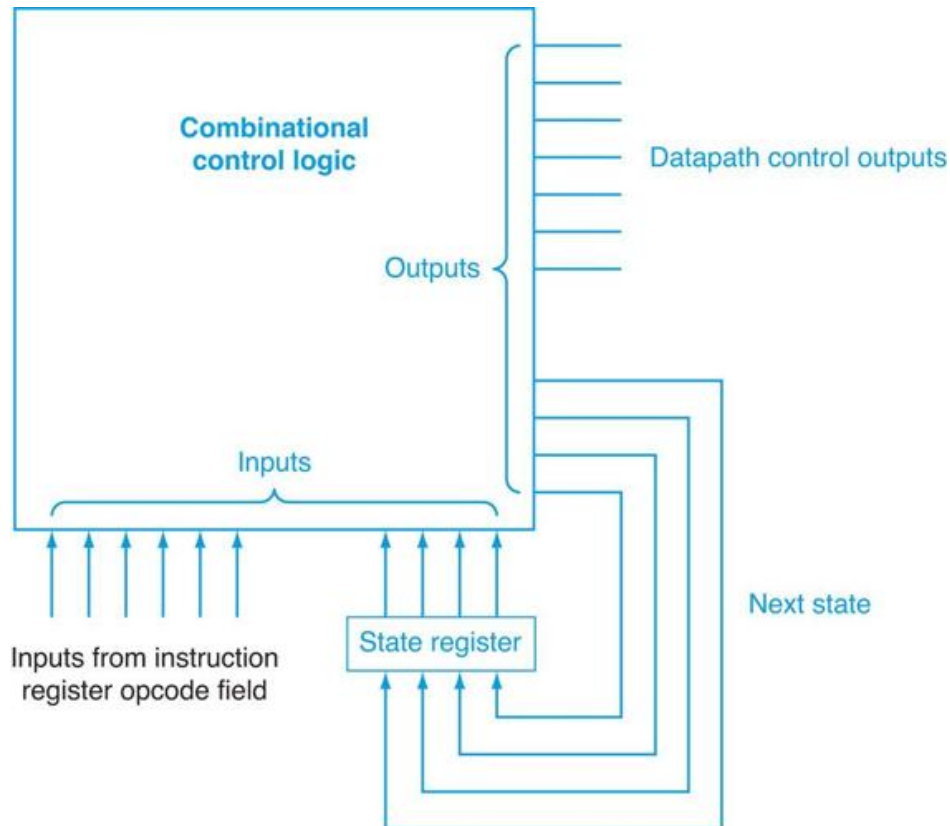 Combinational
control logic
Datapath control outputs
Outputs
Inputs
Next state
State register
Inputs from instruction
register opcode field